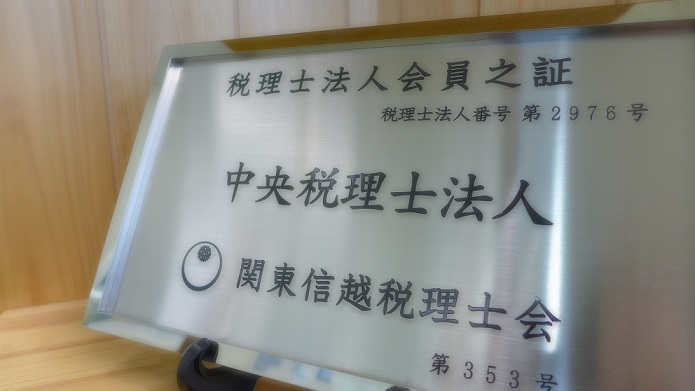 税理士法人会員之証
税理士法人番号 第2976号
中央税理士法人
関東信越税理士会
第353号